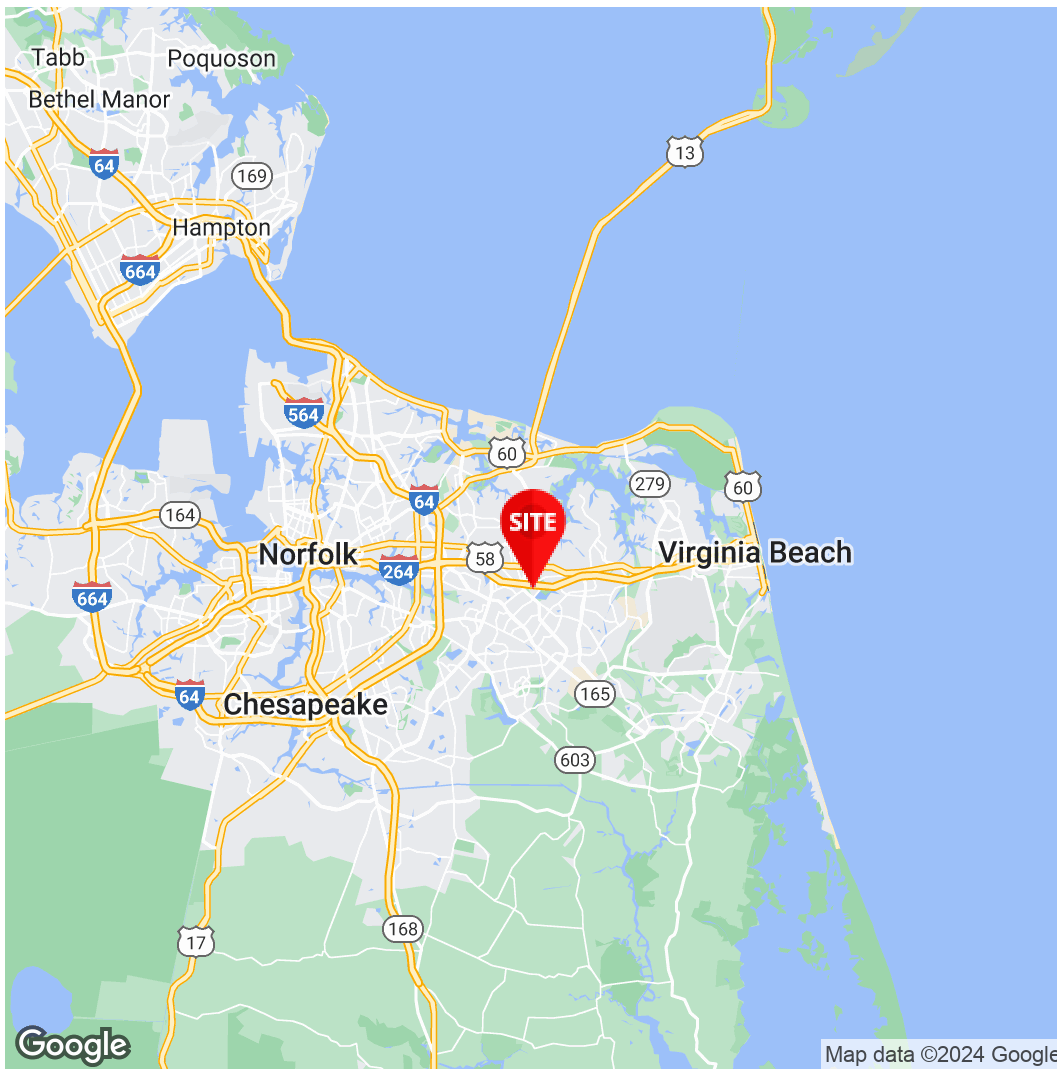 Tabb
Poquoson
Bethel Manor
13
64
169
Hampton
664
564
60
64
279
60
164
SITE
Norfolk
58
Virginia Beach
264
664
64
165
Chesapeake
603
168
17
Google
Map data ©2024 Google